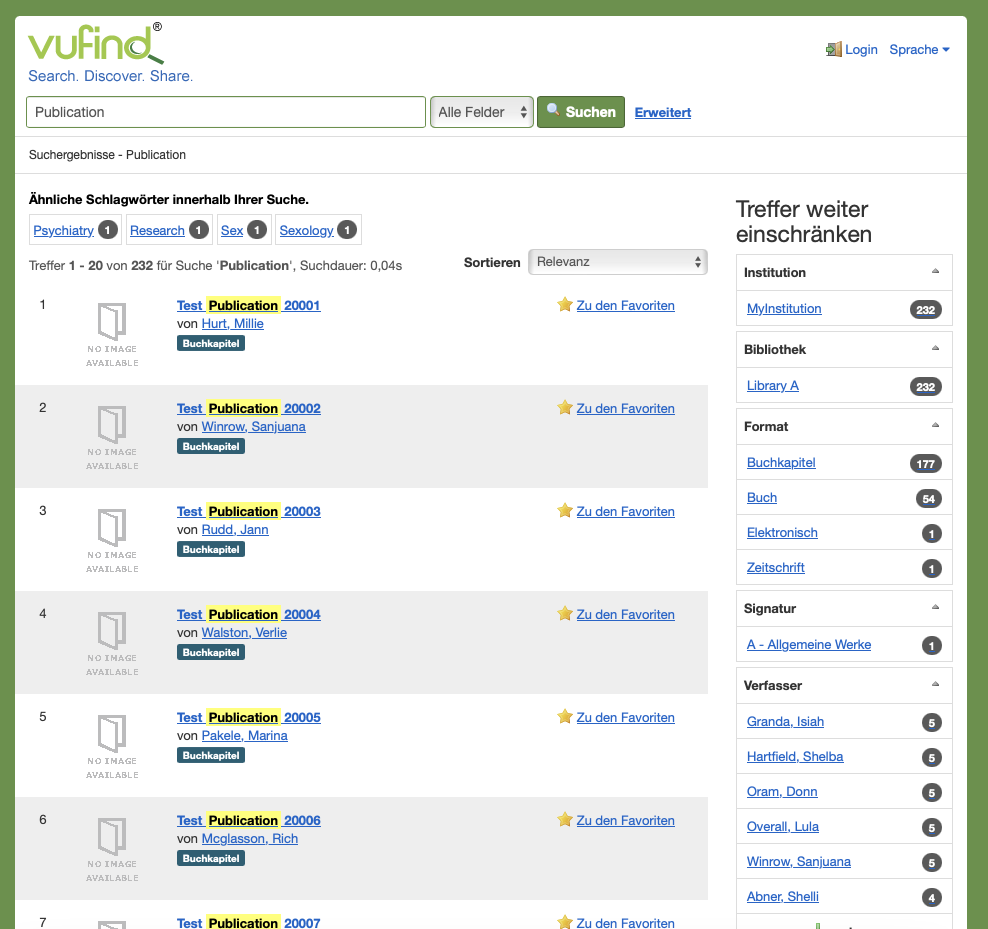 vufind®
Search. Discover. Share.
Login Sprache
Publication Alle Felder Suchen Erweitert
Suchergebnisse - Publication
Ähnliche Schlagwörter innerhalb Ihrer Suche.
Psychiatry 1 Research 1 Sex 1 Sexology 1
Treffer 1 - 20 von 232 für Suche 'Publication', Suchdauer: 0,04s
Sortieren Relevanz
1
NO IMAGE
AVAILABLE
Test Publication 20001
von Hurt, Millie
Buchkapitel
Zu den Favoriten
2
NO IMAGE
AVAILABLE
Test Publication 20002
von Winrow, Sanjuana
Buchkapitel
Zu den Favoriten
3
NO IMAGE
AVAILABLE
Test Publication 20003
von Rudd, Jann
Buchkapitel
Zu den Favoriten
4
NO IMAGE
AVAILABLE
Test Publication 20004
von Walston, Verlie
Buchkapitel
Zu den Favoriten
5
NO IMAGE
AVAILABLE
Test Publication 20005
von Pakele, Marina
Buchkapitel
Zu den Favoriten
6
NO IMAGE
AVAILABLE
Test Publication 20006
von Mcglasson, Rich
Buchkapitel
Zu den Favoriten
7
Test Publication 20007
Zu den Favoriten
Treffer weiter
einschränken
Institution
MyInstitution 232
Bibliothek
Library A 232
Format
Buchkapitel 177
Buch 54
Elektronisch 1
Zeitschrift 1
Signatur
A - Allgemeine Werke 1
Verfasser
Granda, Isiah 5
Hartfield, Shelba 5
Oram, Donn 5
Overall, Lula 5
Winrow, Sanjuana 5
Abner, Shelli 4